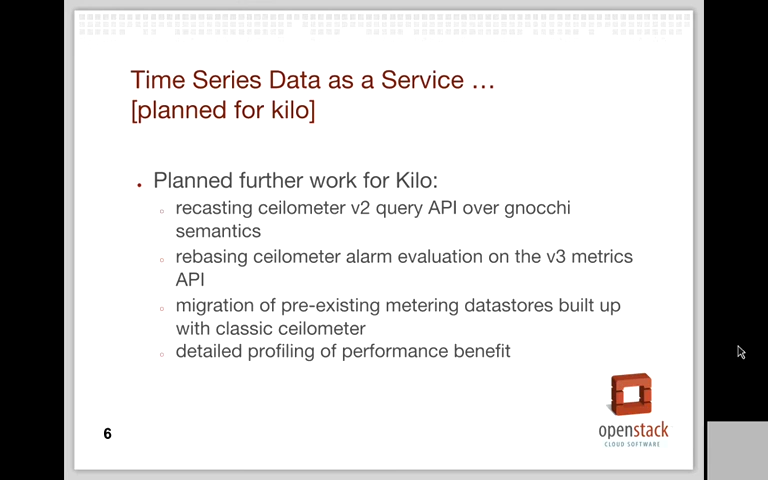 Time Series Data as a Service …
[planned for kilo]
• Planned further work for Kilo:
○ recasting ceilometer v2 query API over gnocchi
semantics
○ rebasing ceilometer alarm evaluation on the v3 metrics
API
○ migration of pre-existing metering datastores built up
with classic ceilometer
○ detailed profiling of performance benefit
openstack
CLOUD SOFTWARE
6